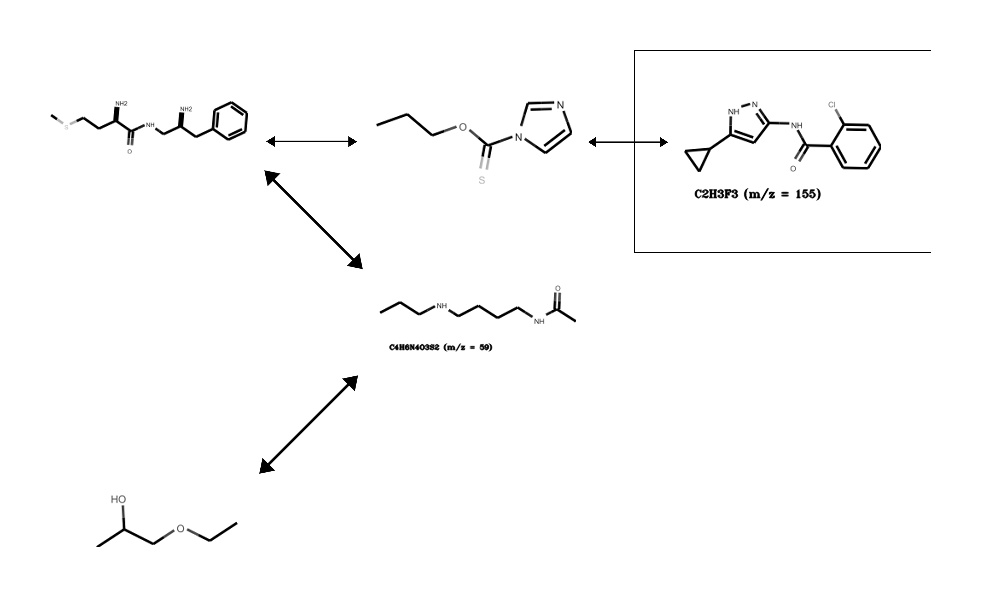 NH2
NH2
S
NH
O
O
S
N
N
NH
N
NH
O
Cl
C2H3F3 (m/z = 155)
NH
NH
O
C4H6N4O3S2 (m/z = 59)
HO
O